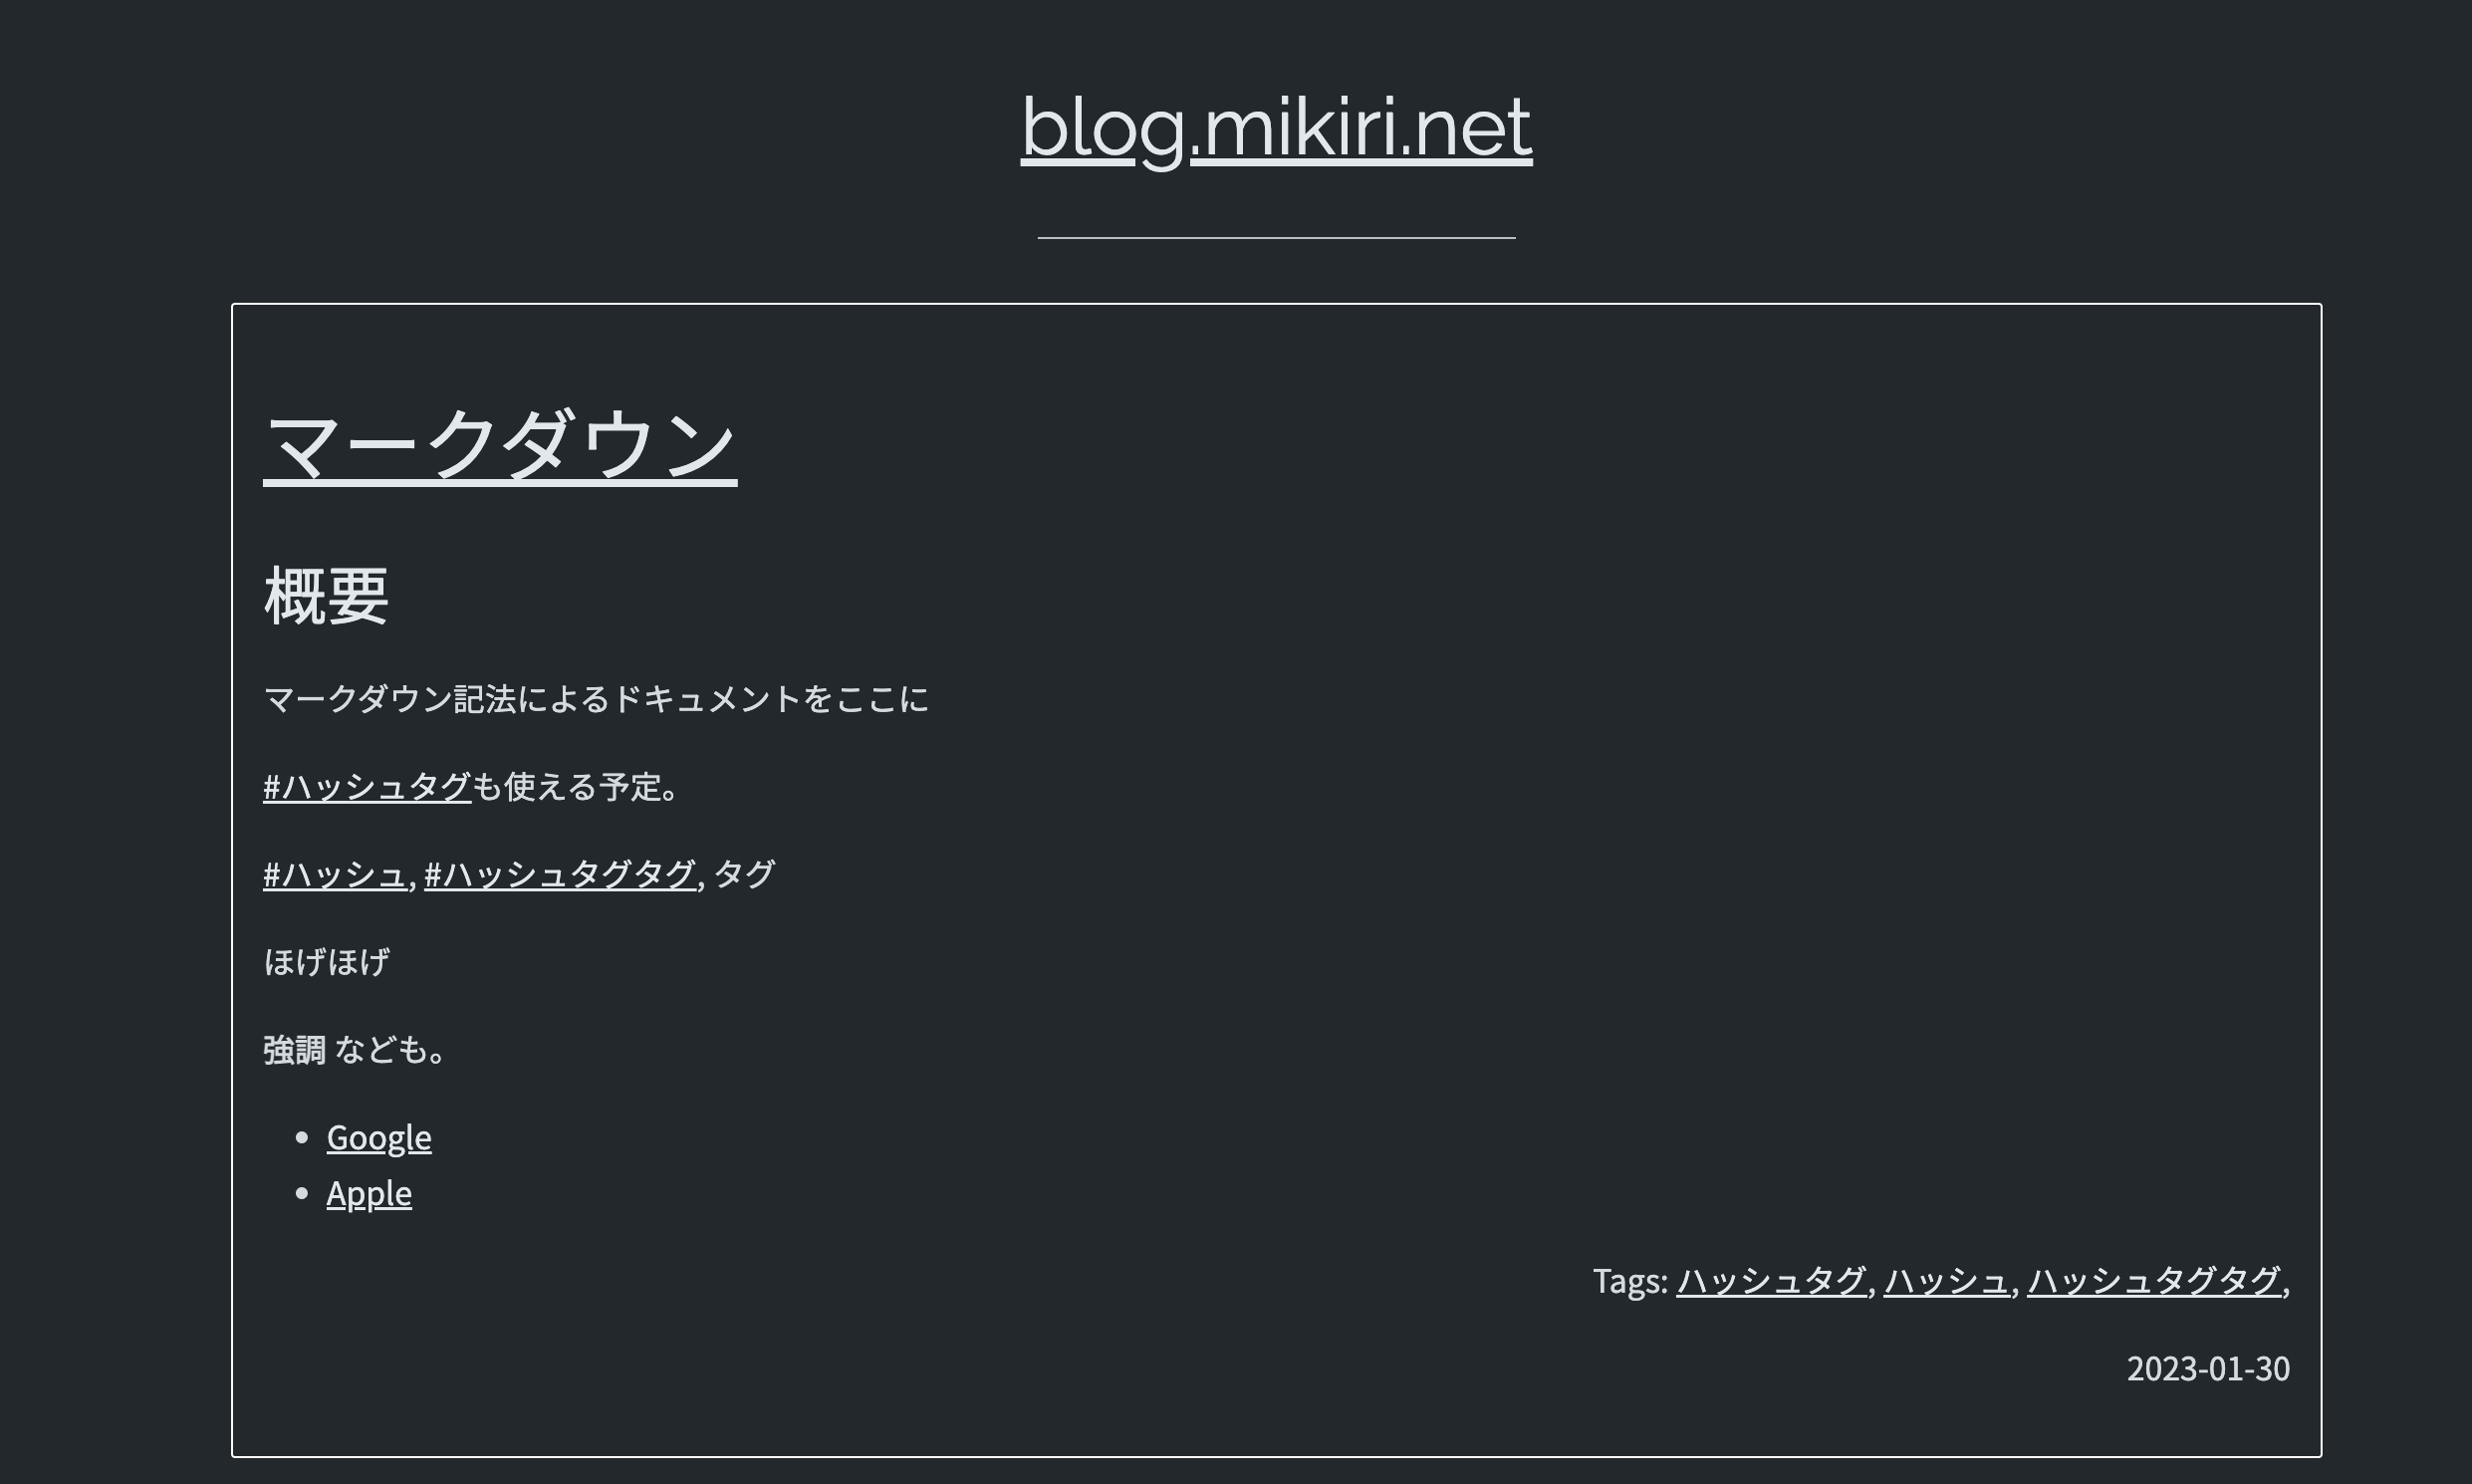 blog.mikiri.net
マークダウン
概要
マークダウン記法によるドキュメントをここに
#ハッシュタグも使える予定。
#ハッシュ, #ハッシュタグタグ, タグ
ほげほげ
強調 なども。
Google
Apple
Tags: ハッシュタグ, ハッシュ, ハッシュタグタグ,
2023-01-30